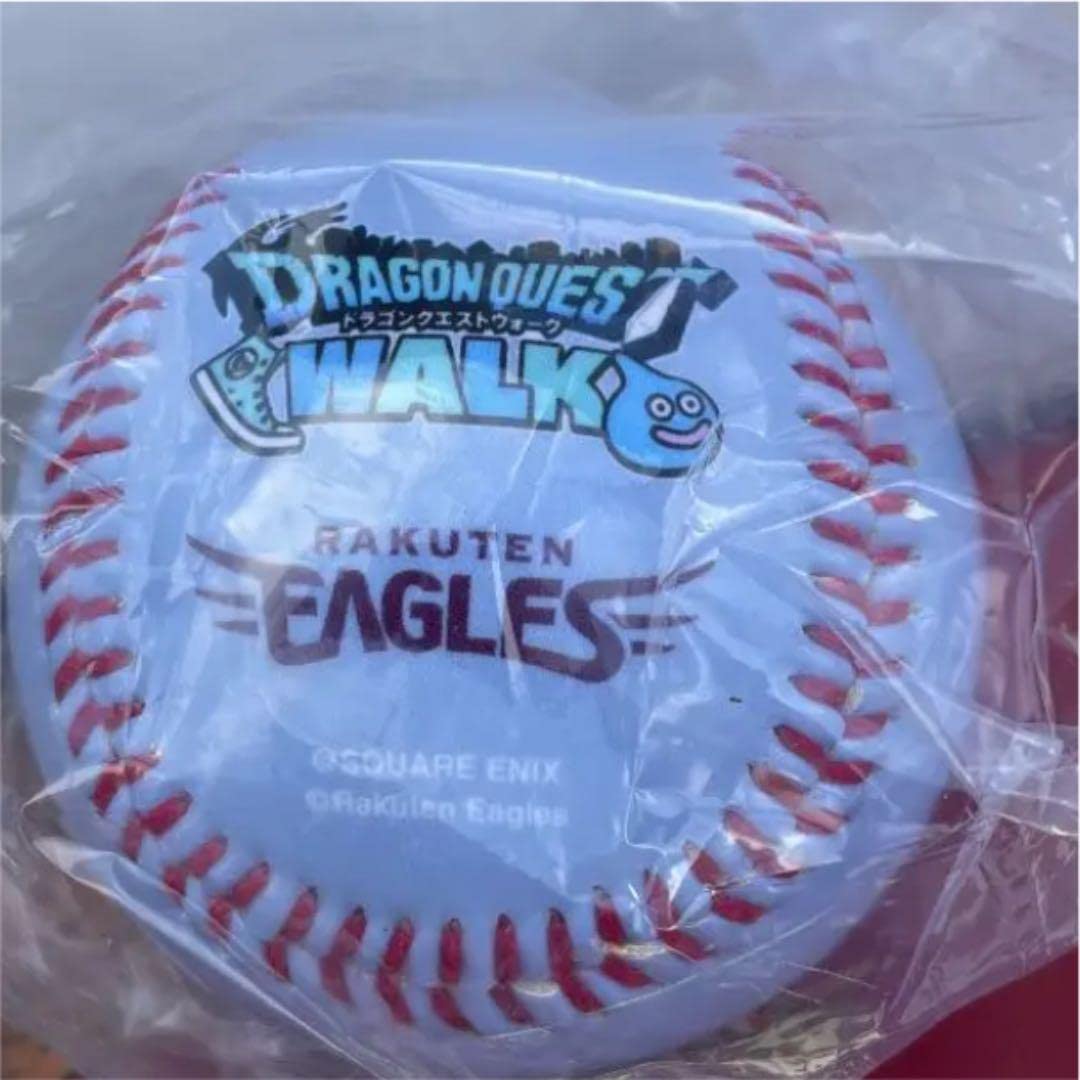 DRAGON QUEST
ドラゴンクエストウォーク
WALK
RAKUTEN
EAGLES
©SQUARE ENIX
©Rakuten Eagles